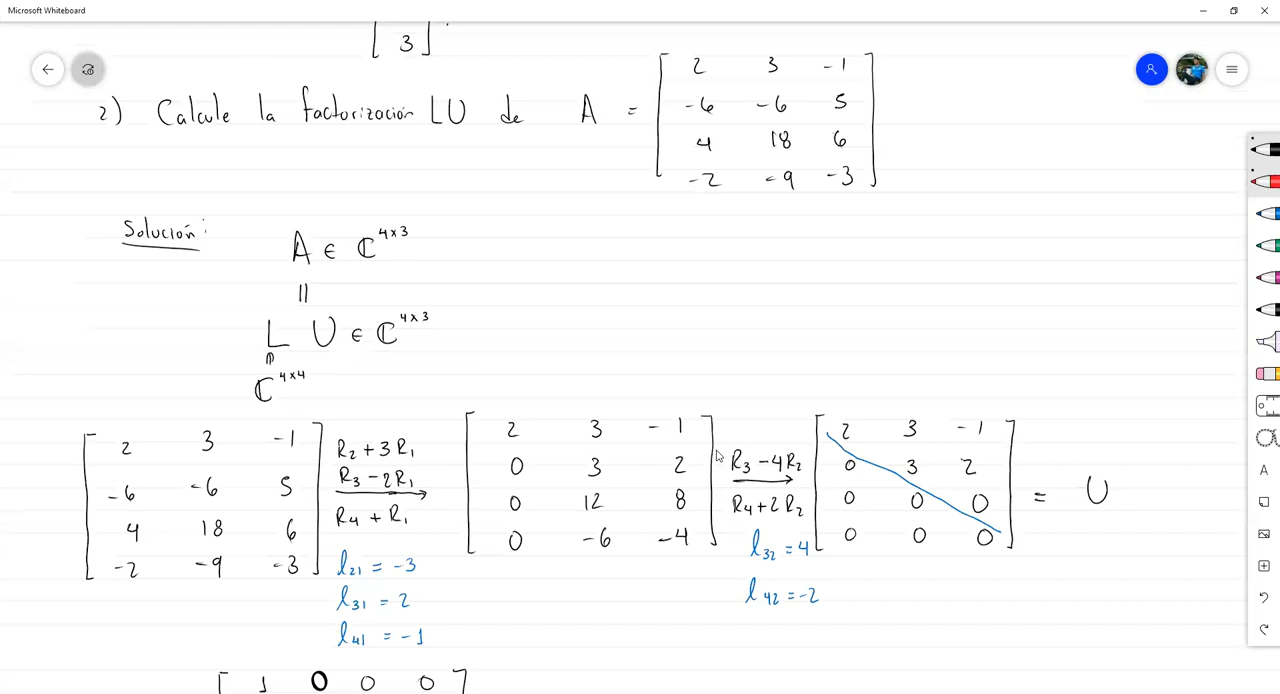 Microsoft Whiteboard
3
2) Calcule la factorización LU de A =
2 3 -1
-6 -6 5
4 18 6
-2 -9 -3
Solución:
A ∈ ℂ^{4×3}
||
L U ∈ ℂ^{4×3}
⇑
ℂ^{4×4}
2 3 -1
-6 -6 5
4 18 6
-2 -9 -3
R₂ + 3R₁
R₃ - 2R₁
R₄ + R₁
l₂₁ = -3
l₃₁ = 2
l₄₁ = -1
2 3 -1
0 3 2
0 12 8
0 -6 -4
R₃ - 4R₂
R₄ + 2R₂
l₃₂ = 4
l₄₂ = -2
2 3 -1
0 3 2
0 0 0
0 0 0
= U
1 0 0 0
A